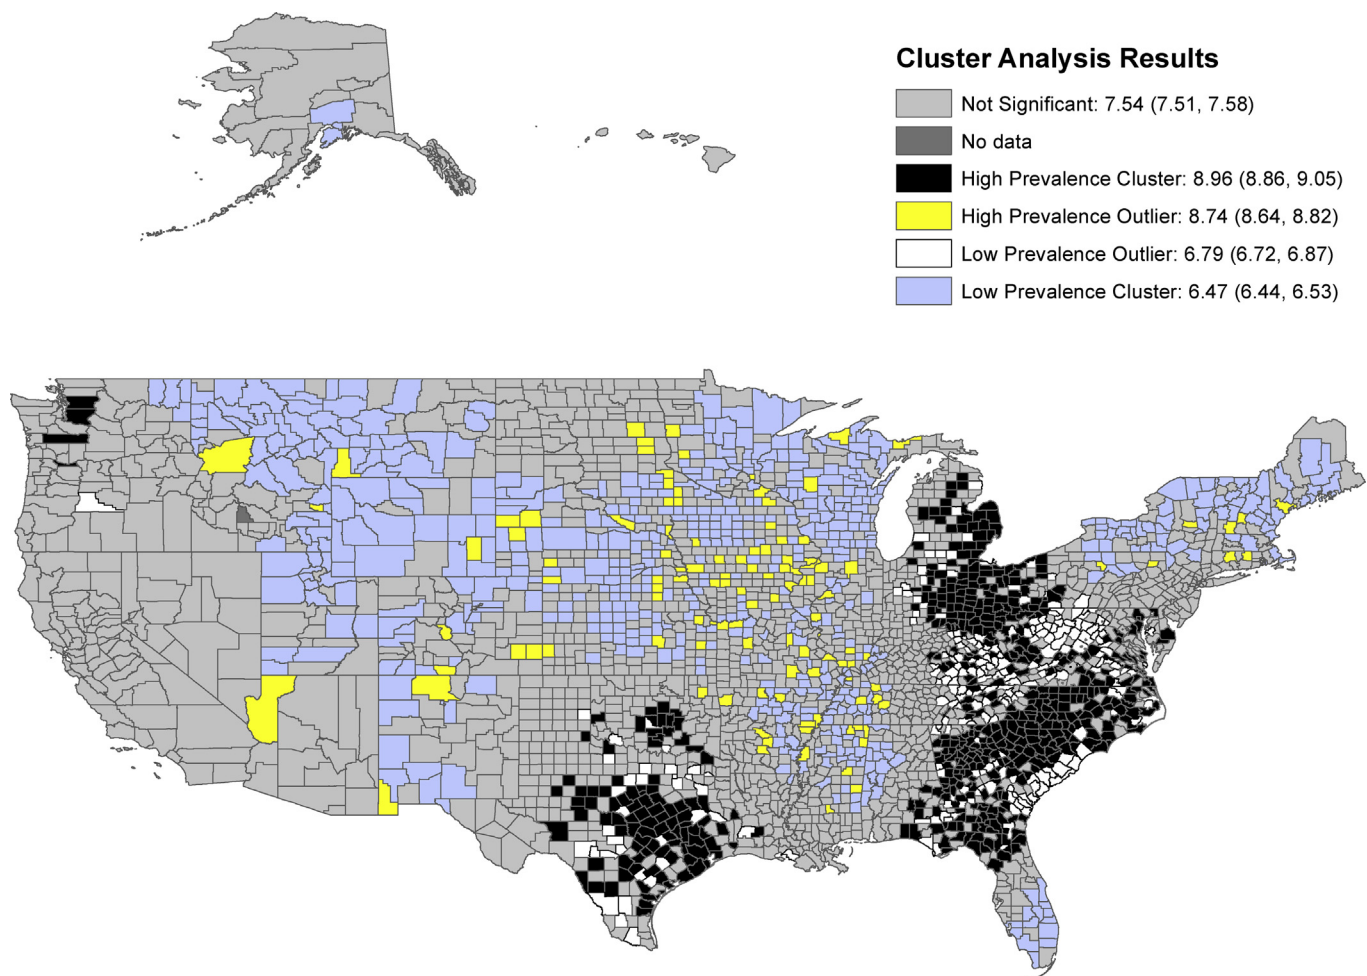 Cluster Analysis Results
Not Significant: 7.54 (7.51, 7.58)
No data
High Prevalence Cluster: 8.96 (8.86, 9.05)
High Prevalence Outlier: 8.74 (8.64, 8.82)
Low Prevalence Outlier: 6.79 (6.72, 6.87)
Low Prevalence Cluster: 6.47 (6.44, 6.53)